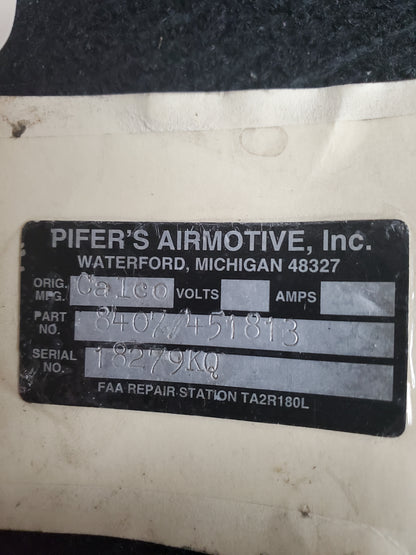 PIFER'S AIRMOTIVE, Inc.
WATERFORD, MICHIGAN 48327
ORIG. MFG. Calco VOLTS AMPS
PART NO. 8407/451813
SERIAL NO. 18279KQ
FAA REPAIR STATION TA2R180L